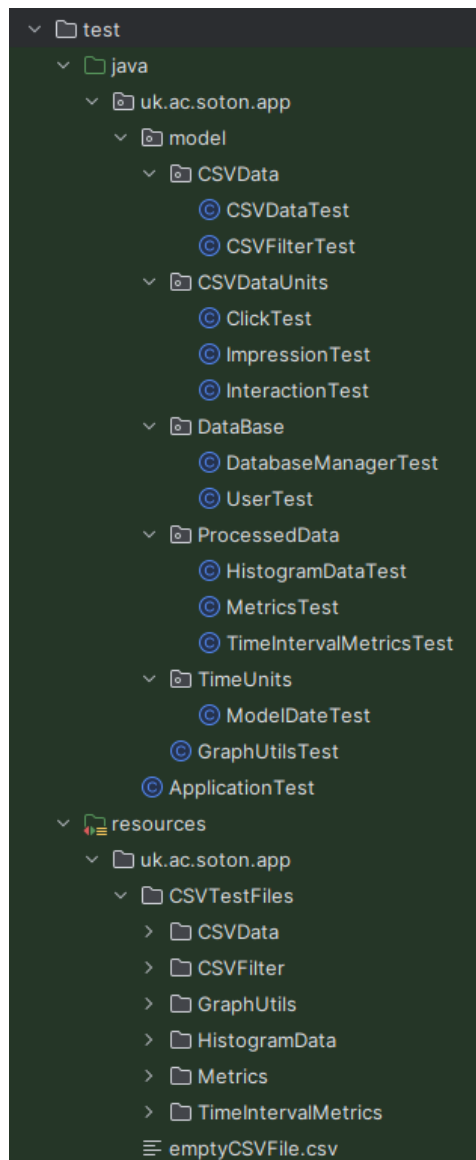 test
java
uk.ac.soton.app
model
CSVData
CSVDataTest
CSVFilterTest
CSVDataUnits
ClickTest
ImpressionTest
InteractionTest
DataBase
DatabaseManagerTest
UserTest
ProcessedData
HistogramDataTest
MetricsTest
TimeIntervalMetricsTest
TimeUnits
ModelDateTest
GraphUtilsTest
ApplicationTest
resources
uk.ac.soton.app
CSVTestFiles
CSVData
CSVFilter
GraphUtils
HistogramData
Metrics
TimeIntervalMetrics
emptyCSVFile.csv